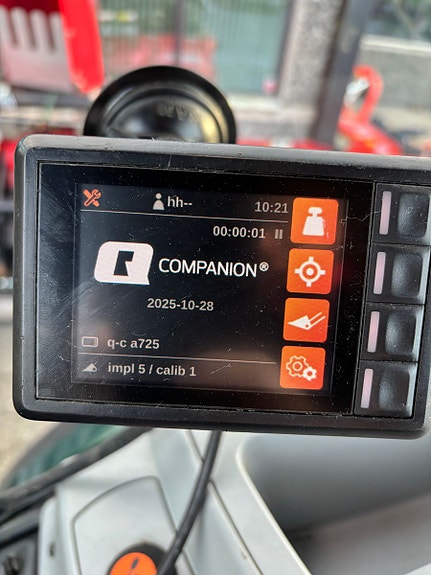 hh-- 10:21
00:00:01
COMPANION®
2025-10-28
q-c a725
impl 5 / calib 1